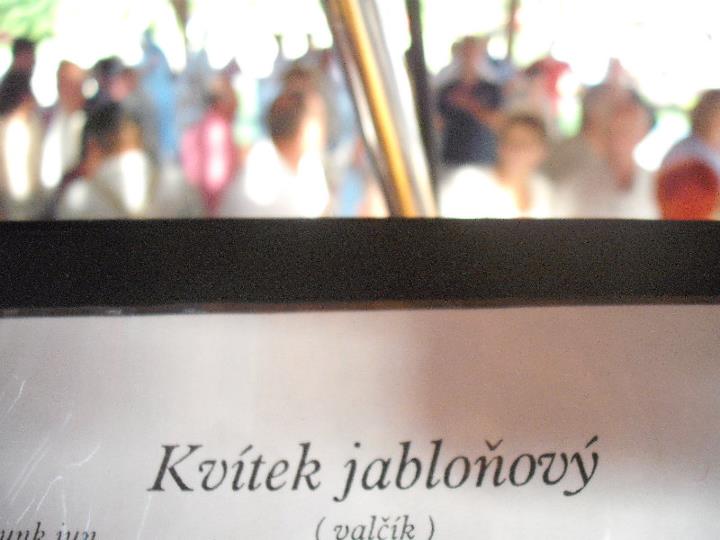 Kvítek jabloňový
( valčík )